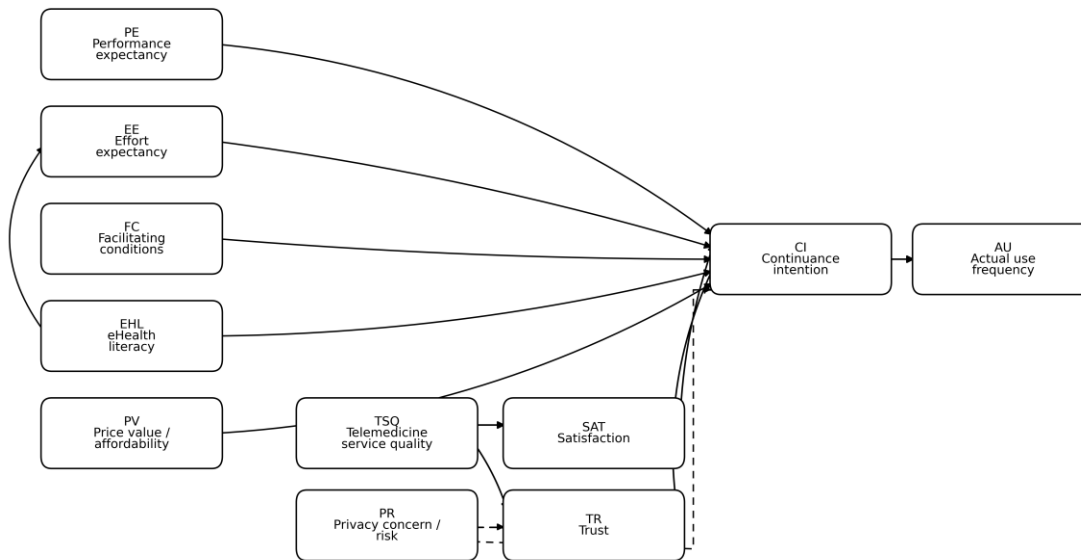 PE
Performance
expectancy
EE
Effort
expectancy
FC
Facilitating
conditions
EHL
eHealth
literacy
PV
Price value /
affordability
TSQ
Telemedicine
service quality
PR
Privacy concern /
risk
SAT
Satisfaction
TR
Trust
CI
Continuance
intention
AU
Actual use
frequency